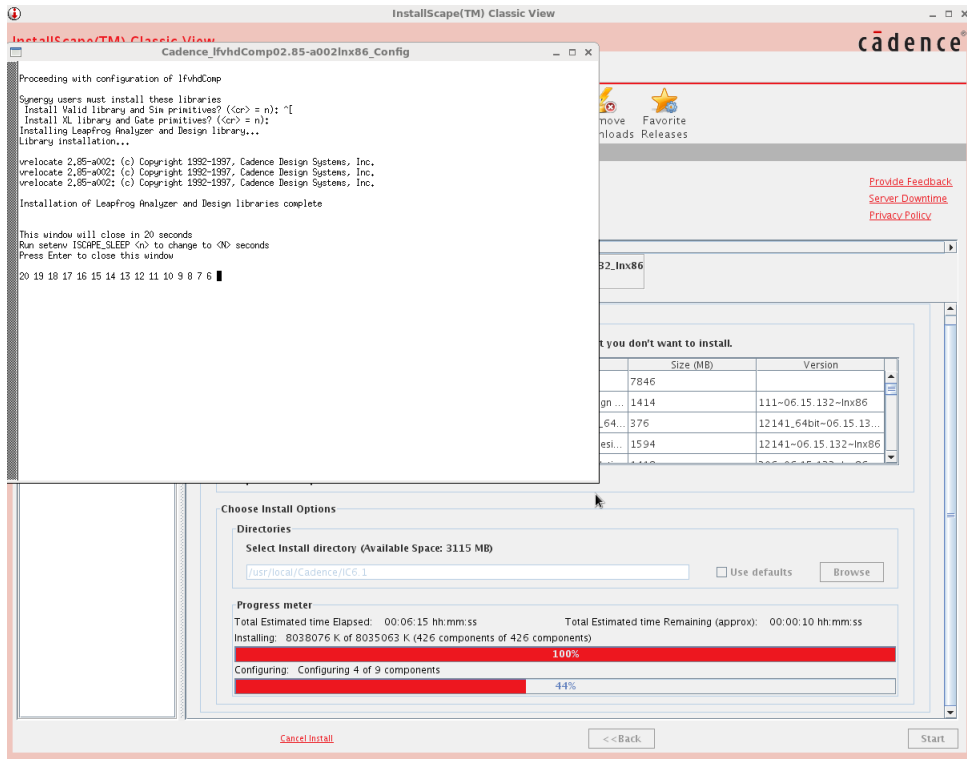 InstallScape(TM) Classic View
InstallScape(TM) Classic View
cādence®
Cadence_lfvhdComp02.85-a002lnx86_Config
Proceeding with configuration of lfvhdComp
Synergy users must install these libraries
Install Valid library and Sim primitives? (<cr> = n): ^[
Install XL library and Gate primitives? (<cr> = n):
Installing Leapfrog Analyzer and Design library...
Library installation...
vrelocate 2.85-a002: (c) Copyright 1992-1997, Cadence Design Systems, Inc.
vrelocate 2.85-a002: (c) Copyright 1992-1997, Cadence Design Systems, Inc.
vrelocate 2.85-a002: (c) Copyright 1992-1997, Cadence Design Systems, Inc.
Installation of Leapfrog Analyzer and Design libraries complete
This window will close in 20 seconds
Run setenv ISCAPE_SLEEP <n> to change to <N> seconds
Press Enter to close this window
20 19 18 17 16 15 14 13 12 11 10 9 8 7 6
move Favorite
nloads Releases
Provide Feedback
Server Downtime
Privacy Policy
32_lnx86
t you don't want to install.
Size (MB) Version
7846
gn ... 1414 111~06.15.132~lnx86
_64... 376 12141_64bit~06.15.13...
esi... 1594 12141~06.15.132~lnx86
Choose Install Options
Directories
Select Install directory (Available Space: 3115 MB)
/usr/local/Cadence/IC6.1 Use defaults Browse
Progress meter
Total Estimated time Elapsed: 00:06:15 hh:mm:ss Total Estimated time Remaining (approx): 00:00:10 hh:mm:ss
Installing: 8038076 K of 8035063 K (426 components of 426 components)
100%
Configuring: Configuring 4 of 9 components
44%
Cancel Install <<Back Start